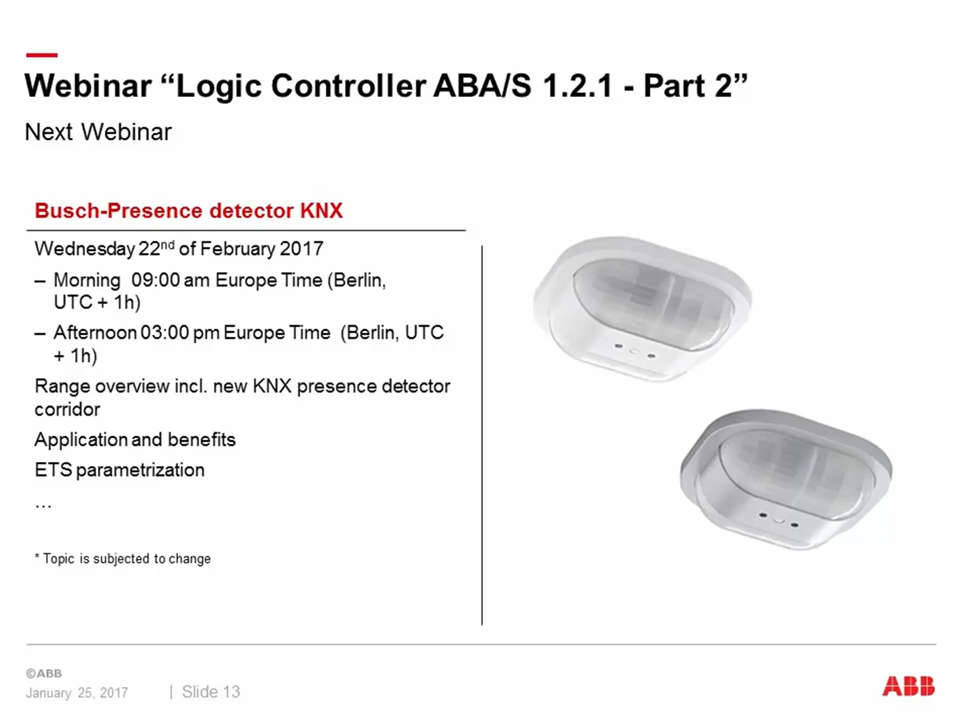 Webinar “Logic Controller ABA/S 1.2.1 - Part 2”
Next Webinar
Busch-Presence detector KNX
Wednesday 22nd of February 2017
– Morning 09:00 am Europe Time (Berlin,
UTC + 1h)
– Afternoon 03:00 pm Europe Time (Berlin, UTC
+ 1h)
Range overview incl. new KNX presence detector
corridor
Application and benefits
ETS parametrization
…
* Topic is subjected to change
©ABB
January 25, 2017 | Slide 13
ABB